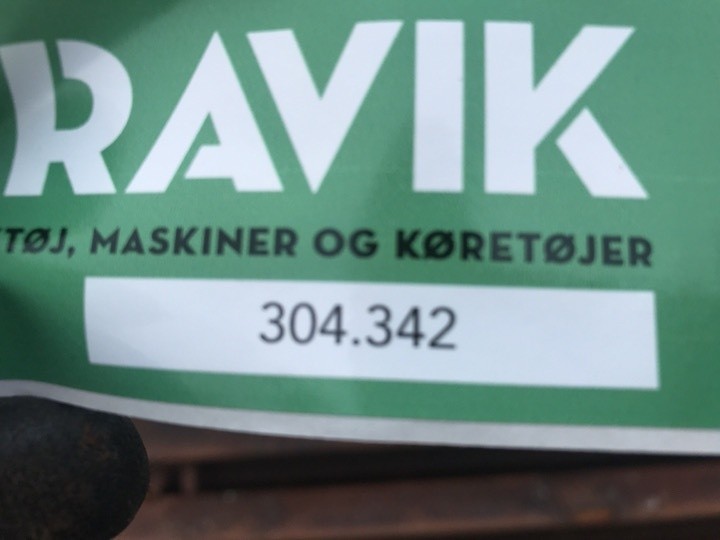 RAVIK
TØJ, MASKINER OG KØRETØJER
304.342